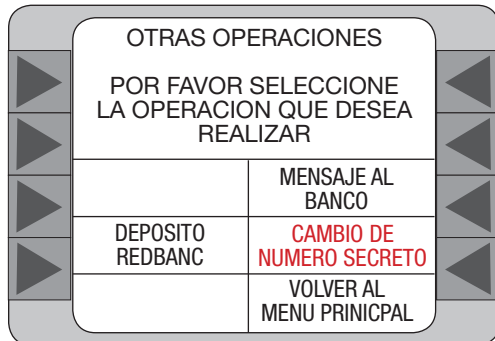 OTRAS OPERACIONES
POR FAVOR SELECCIONE
LA OPERACION QUE DESEA
REALIZAR
MENSAJE AL
BANCO
DEPOSITO
REDBANC
CAMBIO DE
NUMERO SECRETO
VOLVER AL
MENU PRINICPAL